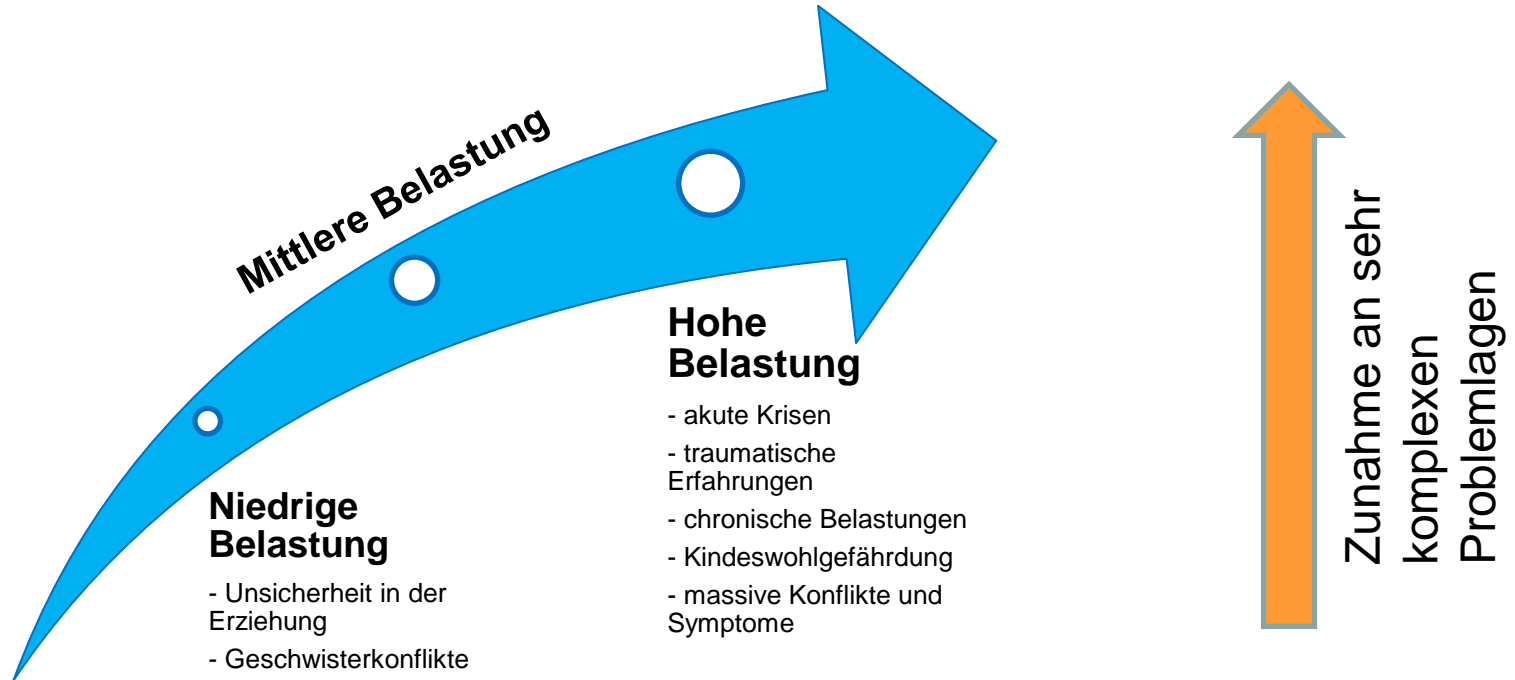 Mittlere Belastung
Niedrige
Belastung
- Unsicherheit in der
Erziehung
- Geschwisterkonflikte
Hohe
Belastung
- akute Krisen
- traumatische
Erfahrungen
- chronische Belastungen
- Kindeswohlgefährdung
- massive Konflikte und
Symptome
Zunahme an sehr
komplexen
Problemlagen